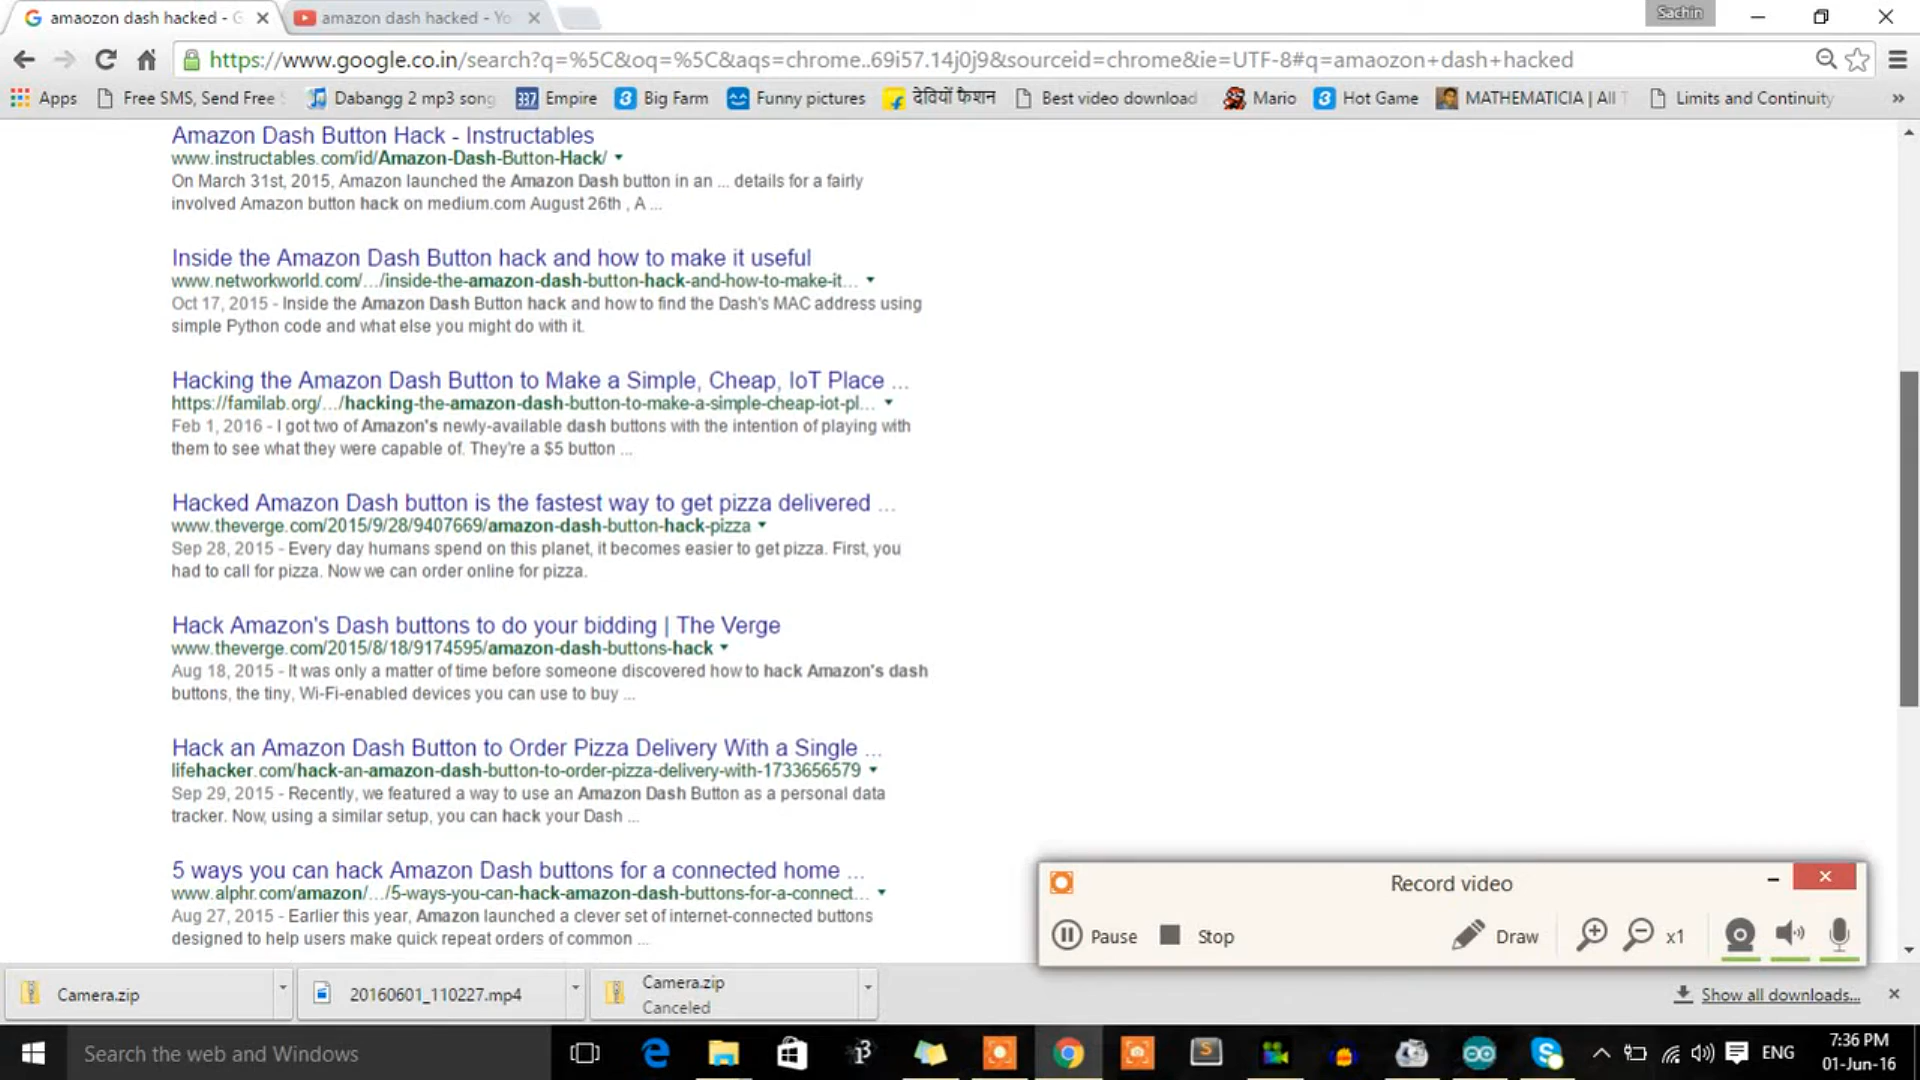 amaozon dash hacked - G
amazon dash hacked - Yo
Sachin
https://www.google.co.in/search?q=%5C&oq=%5C&aqs=chrome..69i57.14j0j9&sourceid=chrome&ie=UTF-8#q=amaozon+dash+hacked
Apps
Free SMS, Send Free
Dabangg 2 mp3 song
337 Empire
3 Big Farm
Funny pictures
देवियों फैशन
Best video download
Mario
3 Hot Game
MATHEMATICIA | All T
Limits and Continuity
»
Amazon Dash Button Hack - Instructables
www.instructables.com/id/Amazon-Dash-Button-Hack/
On March 31st, 2015, Amazon launched the Amazon Dash button in an ... details for a fairly
involved Amazon button hack on medium.com August 26th , A ...
Inside the Amazon Dash Button hack and how to make it useful
www.networkworld.com/.../inside-the-amazon-dash-button-hack-and-how-to-make-it...
Oct 17, 2015 - Inside the Amazon Dash Button hack and how to find the Dash's MAC address using
simple Python code and what else you might do with it.
Hacking the Amazon Dash Button to Make a Simple, Cheap, IoT Place ...
https://familab.org/.../hacking-the-amazon-dash-button-to-make-a-simple-cheap-iot-pl...
Feb 1, 2016 - I got two of Amazon's newly-available dash buttons with the intention of playing with
them to see what they were capable of. They're a $5 button ...
Hacked Amazon Dash button is the fastest way to get pizza delivered ...
www.theverge.com/2015/9/28/9407669/amazon-dash-button-hack-pizza
Sep 28, 2015 - Every day humans spend on this planet, it becomes easier to get pizza. First, you
had to call for pizza. Now we can order online for pizza.
Hack Amazon's Dash buttons to do your bidding | The Verge
www.theverge.com/2015/8/18/9174595/amazon-dash-buttons-hack
Aug 18, 2015 - It was only a matter of time before someone discovered how to hack Amazon's dash
buttons, the tiny, Wi-Fi-enabled devices you can use to buy ...
Hack an Amazon Dash Button to Order Pizza Delivery With a Single ...
lifehacker.com/hack-an-amazon-dash-button-to-order-pizza-delivery-with-1733656579
Sep 29, 2015 - Recently, we featured a way to use an Amazon Dash Button as a personal data
tracker. Now, using a similar setup, you can hack your Dash ...
5 ways you can hack Amazon Dash buttons for a connected home ...
www.alphr.com/amazon/.../5-ways-you-can-hack-amazon-dash-buttons-for-a-connect...
Aug 27, 2015 - Earlier this year, Amazon launched a clever set of internet-connected buttons
designed to help users make quick repeat orders of common ...
Record video
Pause
Stop
Draw
x1
Camera.zip
20160601_110227.mp4
Camera.zip
Canceled
Show all downloads...
Search the web and Windows
ENG
7:36 PM
01-Jun-16